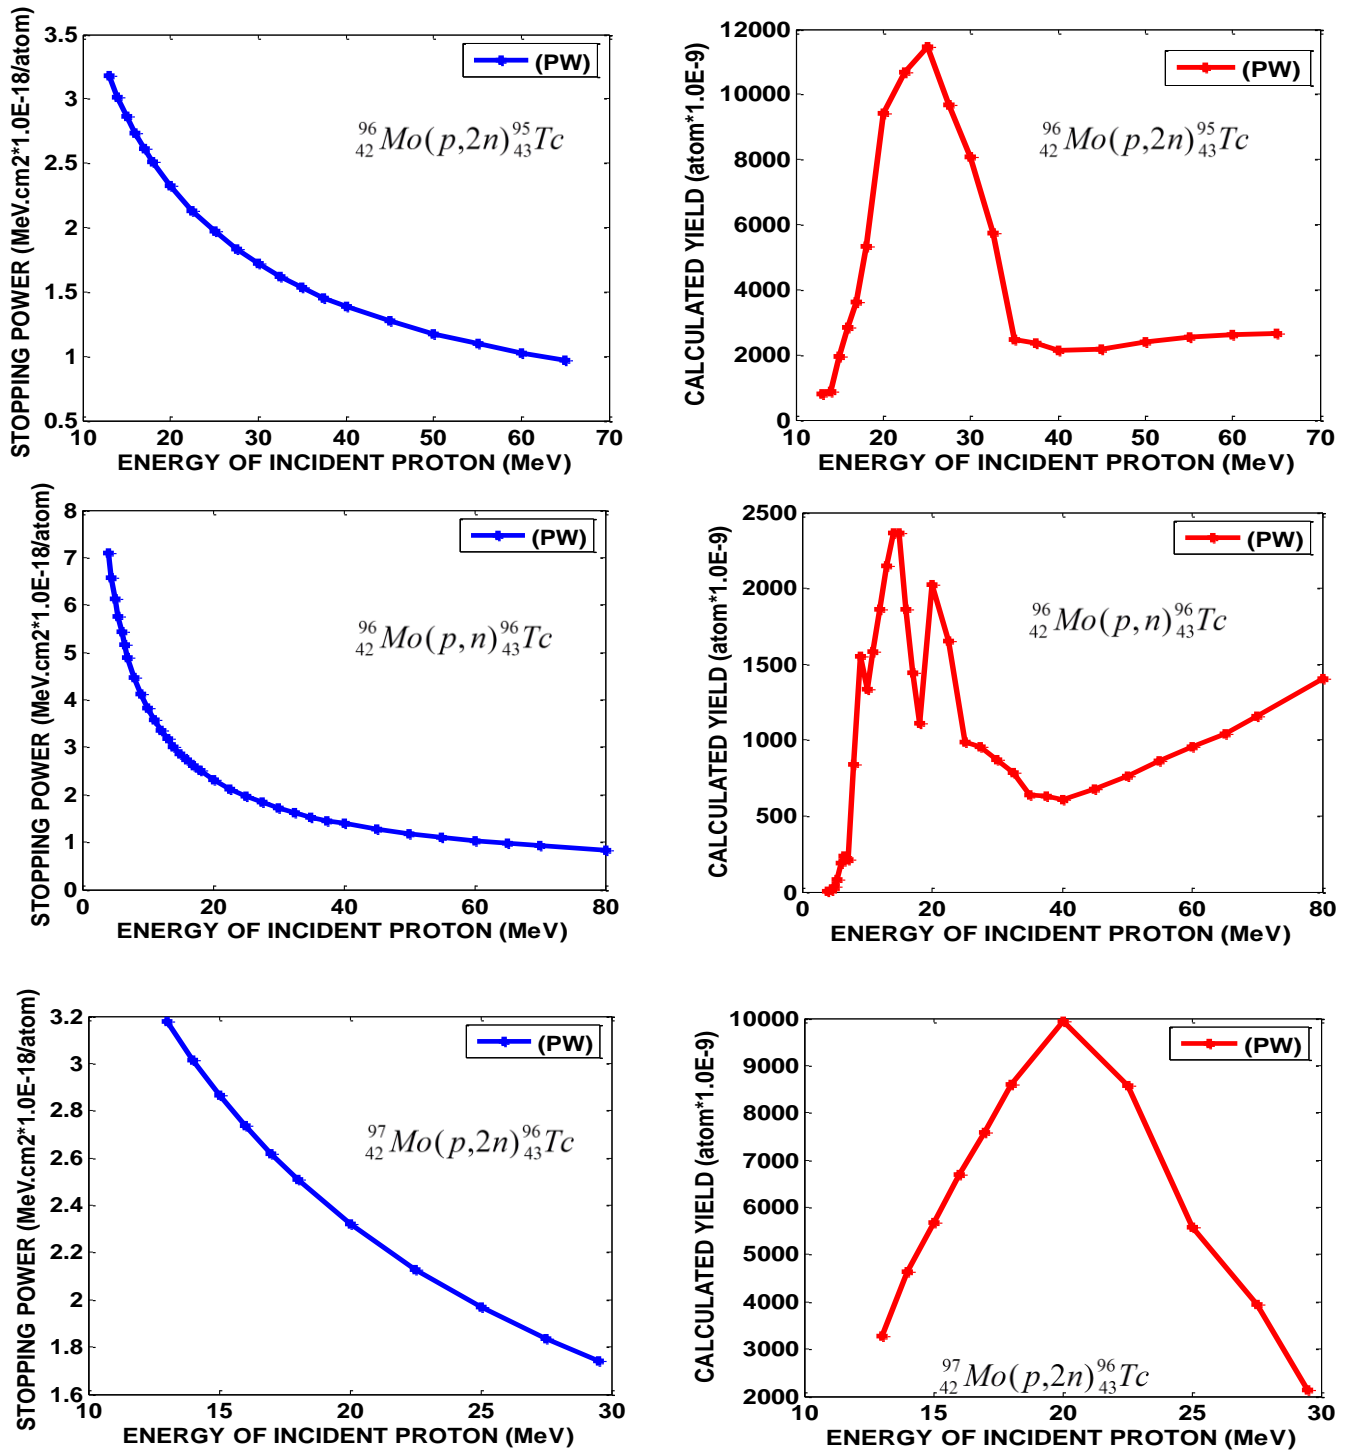 STOPPING POWER (MeV.cm2*1.0E-18/atom)
3.5
3
2.5
2
1.5
1
0.5
(PW)
$^{96}_{42}Mo(p,2n)^{95}_{43}Tc$
10 20 30 40 50 60 70
ENERGY OF INCIDENT PROTON (MeV)
CALCULATED YIELD (atom*1.0E-9)
12000
10000
8000
6000
4000
2000
0
(PW)
$^{96}_{42}Mo(p,2n)^{95}_{43}Tc$
10 20 30 40 50 60 70
ENERGY OF INCIDENT PROTON (MeV)
STOPPING POWER (MeV.cm2*1.0E-18/atom)
8
7
6
5
4
3
2
1
0
(PW)
$^{96}_{42}Mo(p,n)^{96}_{43}Tc$
0 20 40 60 80
ENERGY OF INCIDENT PROTON (MeV)
CALCULATED YIELD (atom*1.0E-9)
2500
2000
1500
1000
500
0
(PW)
$^{96}_{42}Mo(p,n)^{96}_{43}Tc$
0 20 40 60 80
ENERGY OF INCIDENT PROTON (MeV)
STOPPING POWER (MeV.cm2*1.0E-18/atom)
3.2
3
2.8
2.6
2.4
2.2
2
1.8
1.6
(PW)
$^{97}_{42}Mo(p,2n)^{96}_{43}Tc$
10 15 20 25 30
ENERGY OF INCIDENT PROTON (MeV)
CALCULATED YIELD (atom*1.0E-9)
10000
9000
8000
7000
6000
5000
4000
3000
2000
(PW)
$^{97}_{42}Mo(p,2n)^{96}_{43}Tc$
10 15 20 25 30
ENERGY OF INCIDENT PROTON (MeV)